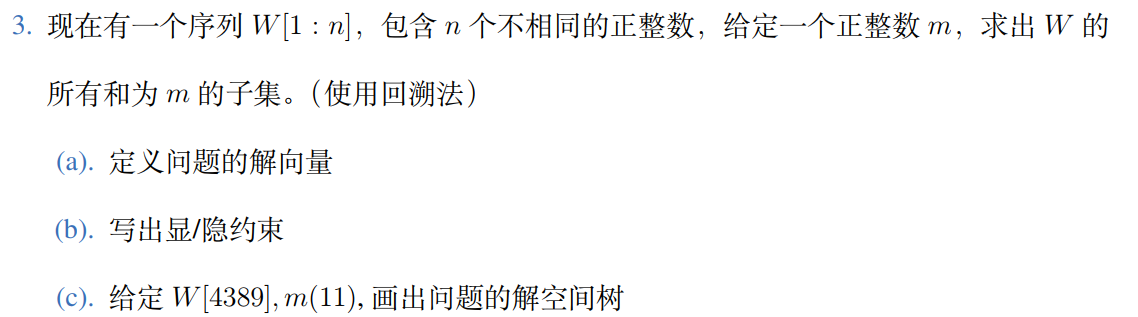 3. 现在有一个序列 W[1 : n]，包含 n 个不相同的正整数，给定一个正整数 m，求出 W 的
所有和为 m 的子集。（使用回溯法）
(a). 定义问题的解向量
(b). 写出显/隐约束
(c). 给定 W[4389], m(11), 画出问题的解空间树